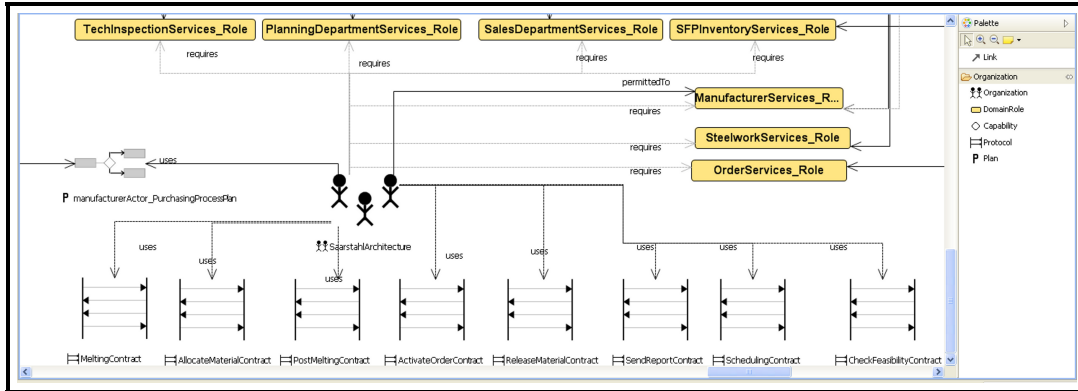 TechInspectionServices_Role
PlanningDepartmentServices_Role
SalesDepartmentServices_Role
SFPInventoryServices_Role
requires
requires
requires
requires
permittedTo
ManufacturerServices_R...
requires
SteelworkServices_Role
requires
OrderServices_Role
requires
uses
manufacturerActor_PurchasingProcessPlan
SaarstahlArchitecture
uses
uses
uses
uses
uses
uses
uses
uses
MeltingContract
AllocateMaterialContract
PostMeltingContract
ActivateOrderContract
ReleaseMaterialContract
SendReportContract
SchedulingContract
CheckFeasibilityContract
Palette
Link
Organization
Organization
DomainRole
Capability
Protocol
P Plan